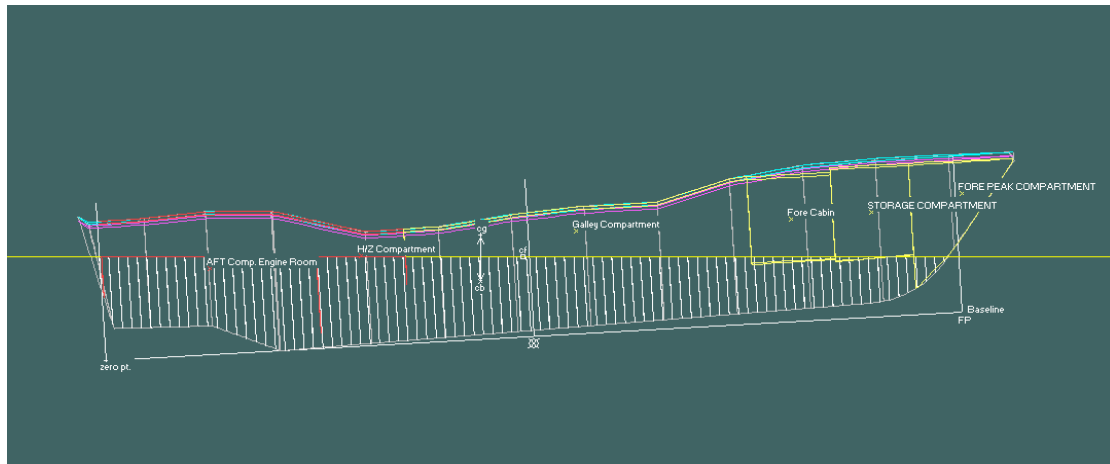 FORE PEAK COMPARTMENT
STORAGE COMPARTMENT
Fore Cabin
Galley Compartment
cg
H/Z Compartment
cf
AFT Comp. Engine Room
cb
Baseline
FP
zero pt.